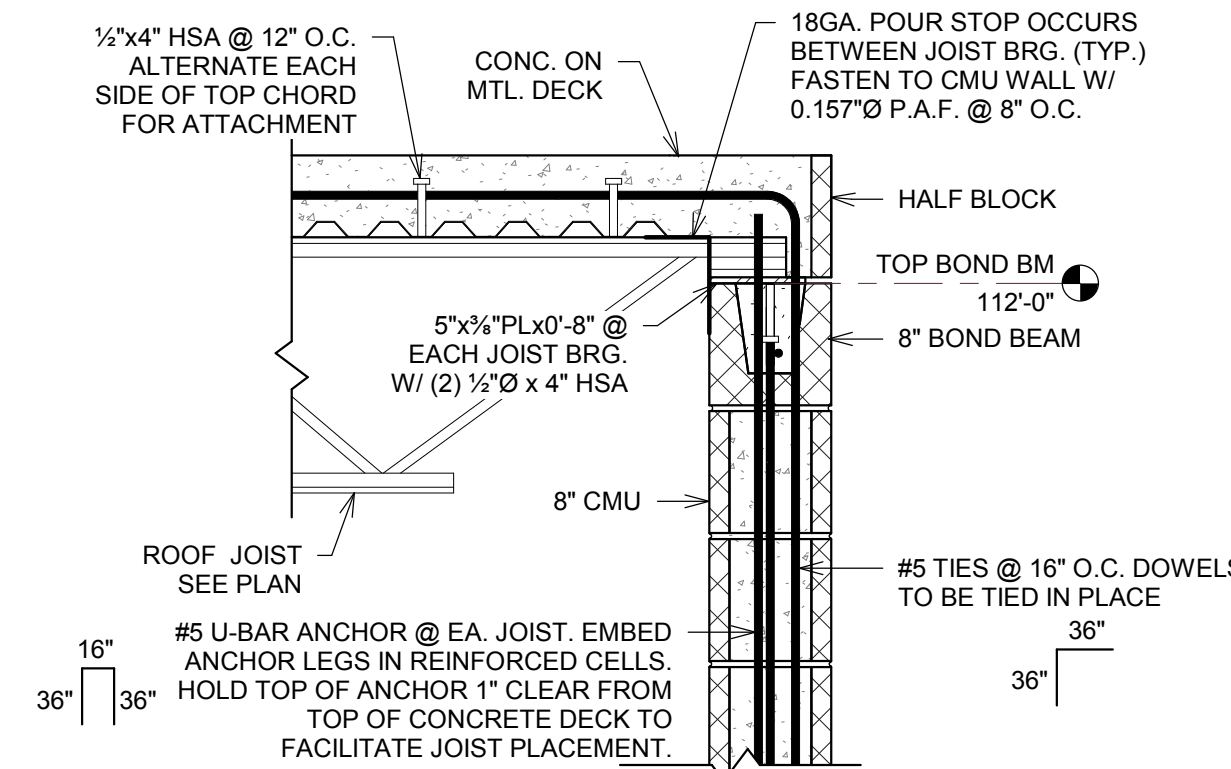 ½"x4" HSA @ 12" O.C.
ALTERNATE EACH
SIDE OF TOP CHORD
FOR ATTACHMENT
CONC. ON
MTL. DECK
18GA. POUR STOP OCCURS
BETWEEN JOIST BRG. (TYP.)
FASTEN TO CMU WALL W/
0.157"Ø P.A.F. @ 8" O.C.
HALF BLOCK
TOP BOND BM
112'-0"
8" BOND BEAM
5"x⅜"PLx0'-8" @
EACH JOIST BRG.
W/ (2) ½"Ø x 4" HSA
8" CMU
ROOF JOIST
SEE PLAN
#5 TIES @ 16" O.C. DOWELS
TO BE TIED IN PLACE
36"
36"
#5 U-BAR ANCHOR @ EA. JOIST. EMBED
ANCHOR LEGS IN REINFORCED CELLS.
HOLD TOP OF ANCHOR 1" CLEAR FROM
TOP OF CONCRETE DECK TO
FACILITATE JOIST PLACEMENT.
16"
36" 36"